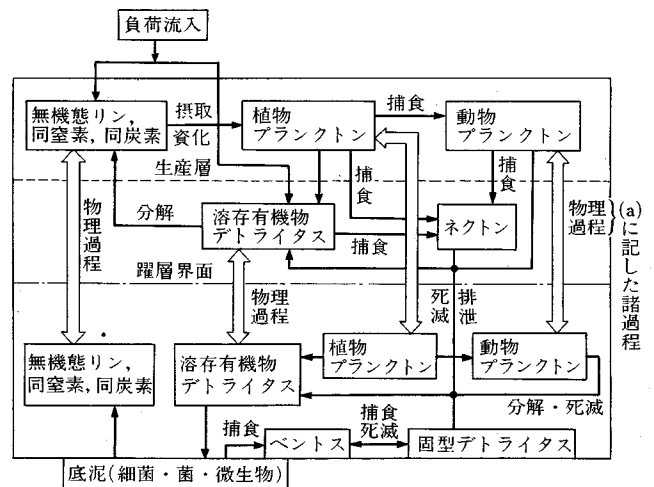 負荷流入
無機態リン,
同窒素, 同炭素
摂取
資化
植物
プランクトン
捕食
動物
プランクトン
生産層
捕食
捕食
物理過程
分解
溶存有機物
デトライタス
捕食
ネクトン
物理
過程
(a)に記した諸過程
躍層界面
物理
過程
死滅
排泄
無機態リン,
同窒素, 同炭素
溶存有機物
デトライタス
植物
プランクトン
動物
プランクトン
分解・死滅
捕食
ベントス
捕食
死滅
固型デトライタス
底泥(細菌・菌・微生物)